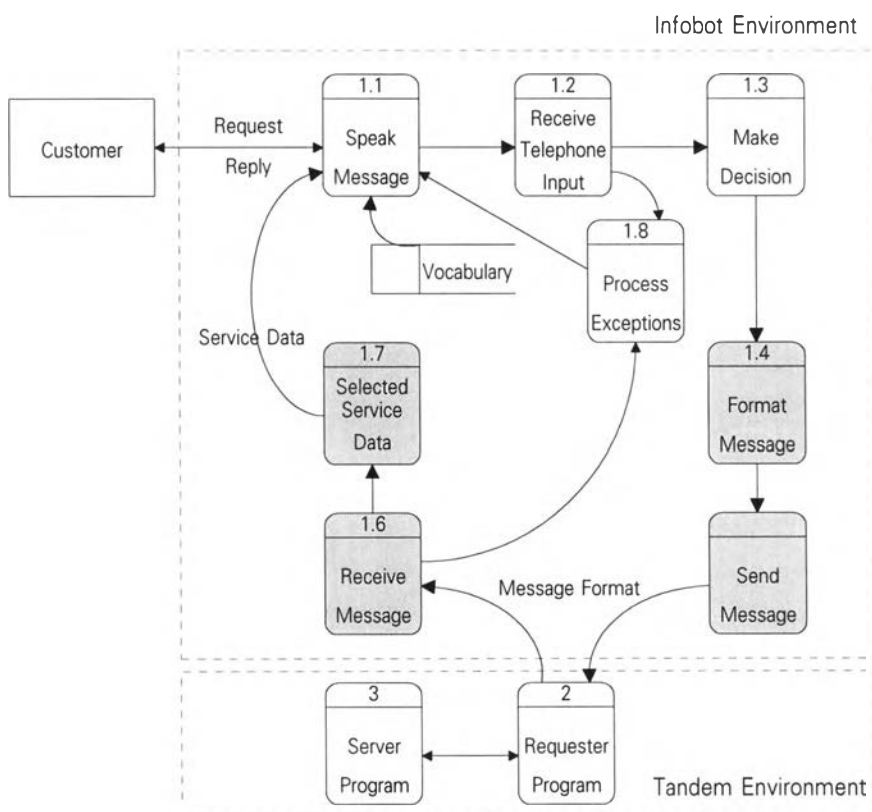 Infobot Environment
Customer
Request
Reply
1.1
Speak
Message
1.2
Receive
Telephone
Input
1.3
Make
Decision
Vocabulary
1.8
Process
Exceptions
Service Data
1.7
Selected
Service
Data
1.4
Format
Message
1.6
Receive
Message
Message Format
Send
Message
3
Server
Program
2
Requester
Program
Tandem Environment